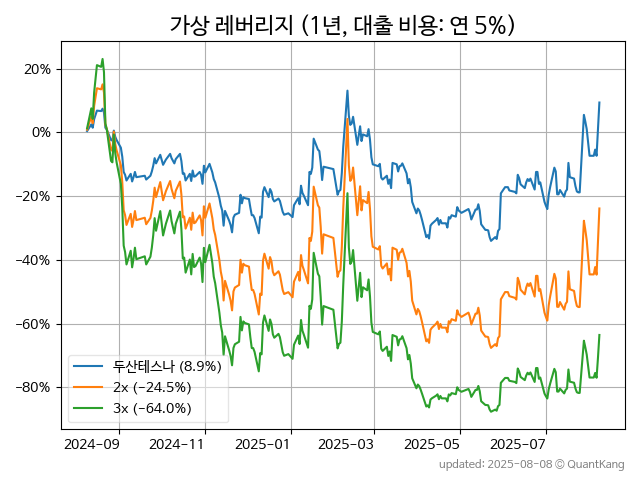 가상 레버리지 (1년, 대출 비용: 연 5%)
20%
0%
−20%
−40%
−60%
−80%
두산테스나 (8.9%)
2x (−24.5%)
3x (−64.0%)
2024-09
2024-11
2025-01
2025-03
2025-05
2025-07
updated: 2025-08-08 © QuantKang